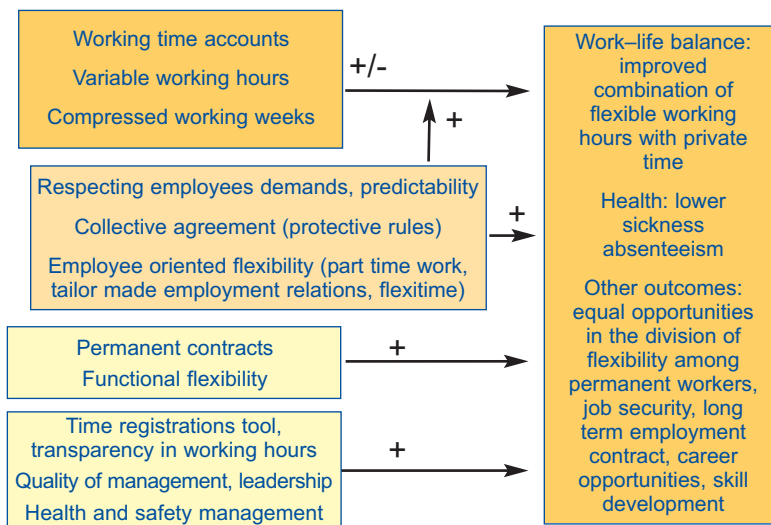 Working time accounts
Variable working hours
Compressed working weeks
+/-
+
Respecting employees demands, predictability
Collective agreement (protective rules)
Employee oriented flexibility (part time work,
tailor made employment relations, flexitime)
+
Permanent contracts
Functional flexibility
+
Time registrations tool,
transparency in working hours
Quality of management, leadership
Health and safety management
+
Work–life balance:
improved
combination of
flexible working
hours with private
time
Health: lower
sickness
absenteeism
Other outcomes:
equal opportunities
in the division of
flexibility among
permanent workers,
job security, long
term employment
contract, career
opportunities, skill
development